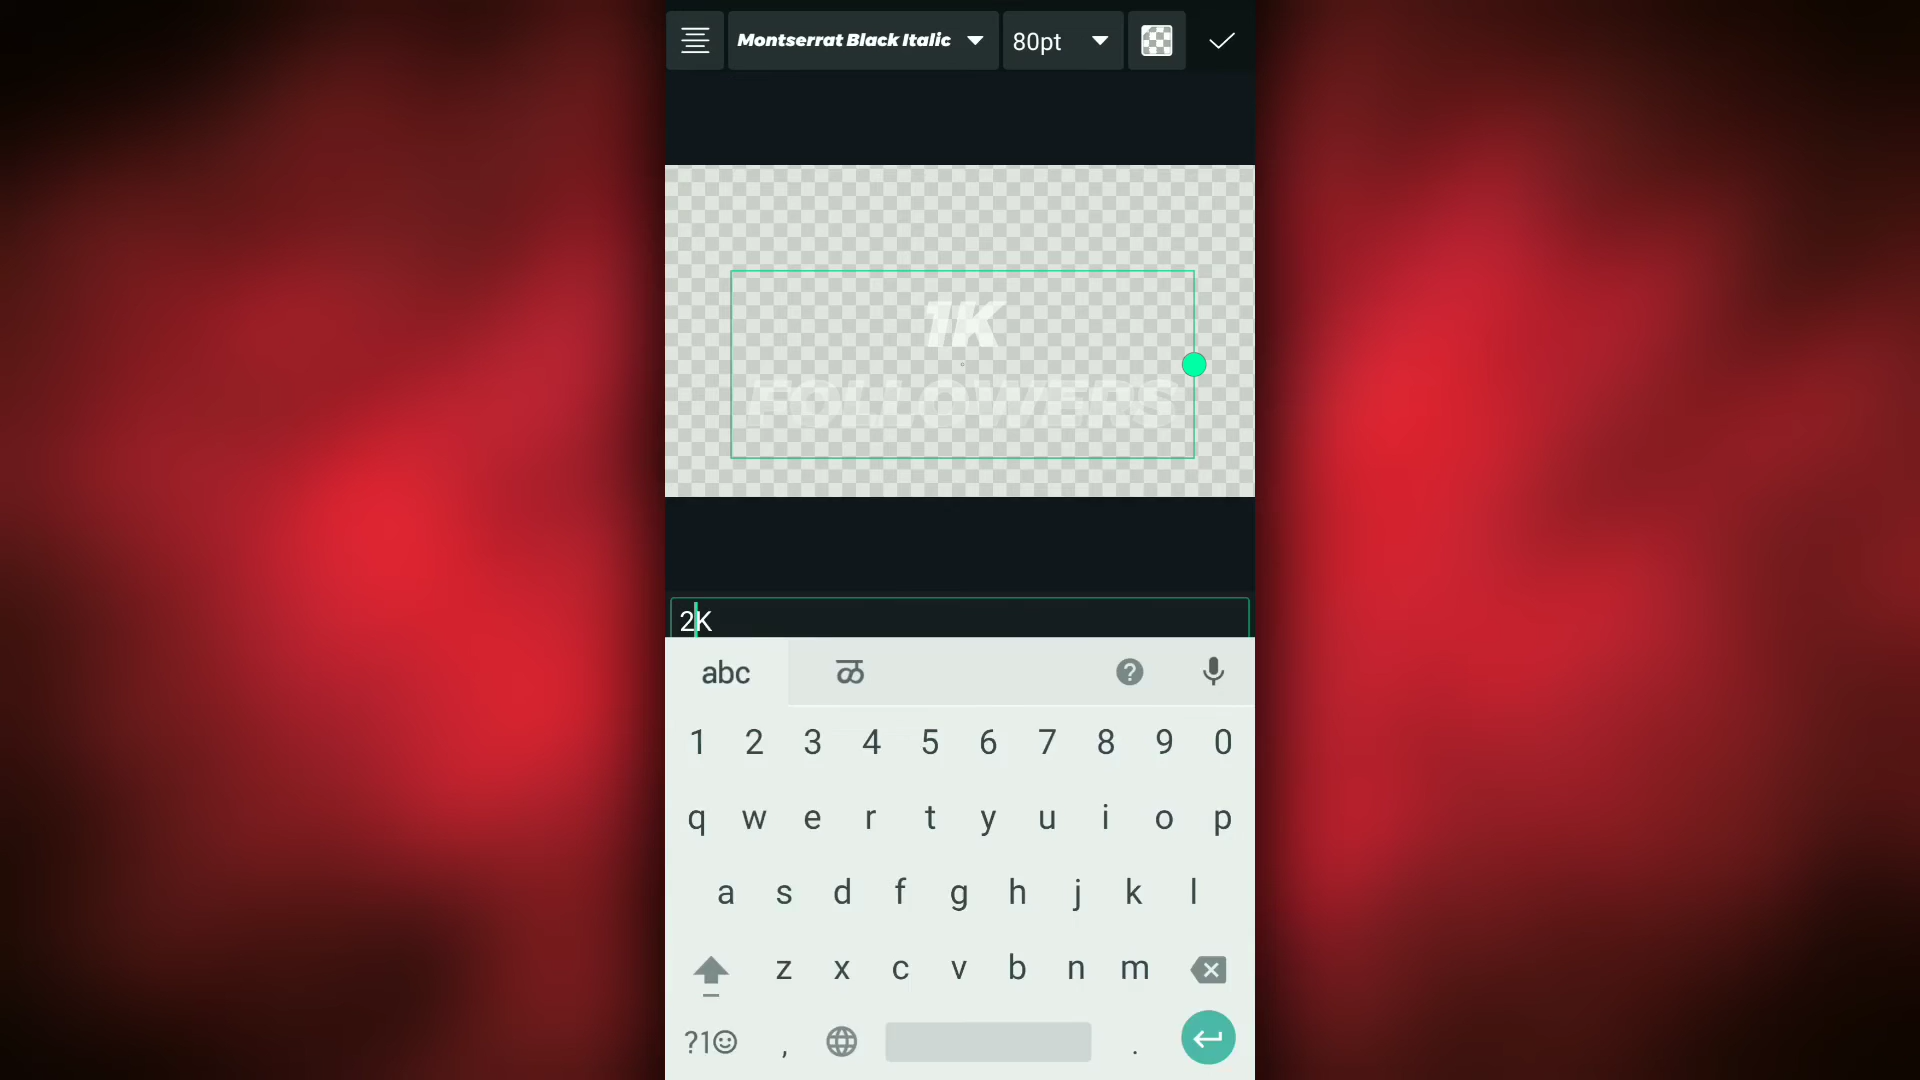 Montserrat Black Italic 80pt
1K
FOLLOWERS
2K
abc
1 2 3 4 5 6 7 8 9 0
q w e r t y u i o p
a s d f g h j k l
z x c v b n m
?1☺ , .